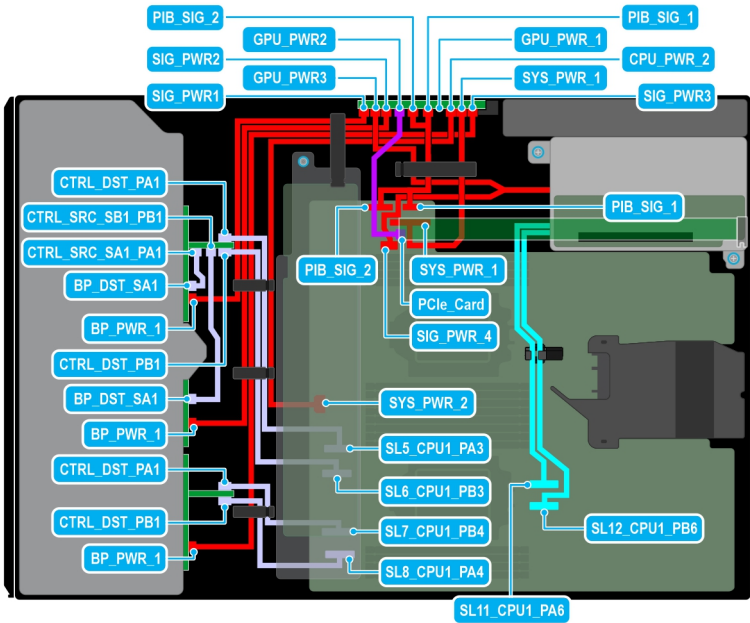 PIB_SIG_2
PIB_SIG_1
GPU_PWR2
GPU_PWR_1
SIG_PWR2
CPU_PWR_2
GPU_PWR3
SYS_PWR_1
SIG_PWR1
SIG_PWR3
CTRL_DST_PA1
CTRL_SRC_SB1_PB1
PIB_SIG_1
CTRL_SRC_SA1_PA1
PIB_SIG_2
SYS_PWR_1
BP_DST_SA1
PCIe_Card
BP_PWR_1
SIG_PWR_4
CTRL_DST_PB1
BP_DST_SA1
SYS_PWR_2
BP_PWR_1
SL5_CPU1_PA3
CTRL_DST_PA1
SL6_CPU1_PB3
CTRL_DST_PB1
SL7_CPU1_PB4
SL12_CPU1_PB6
BP_PWR_1
SL8_CPU1_PA4
SL11_CPU1_PA6